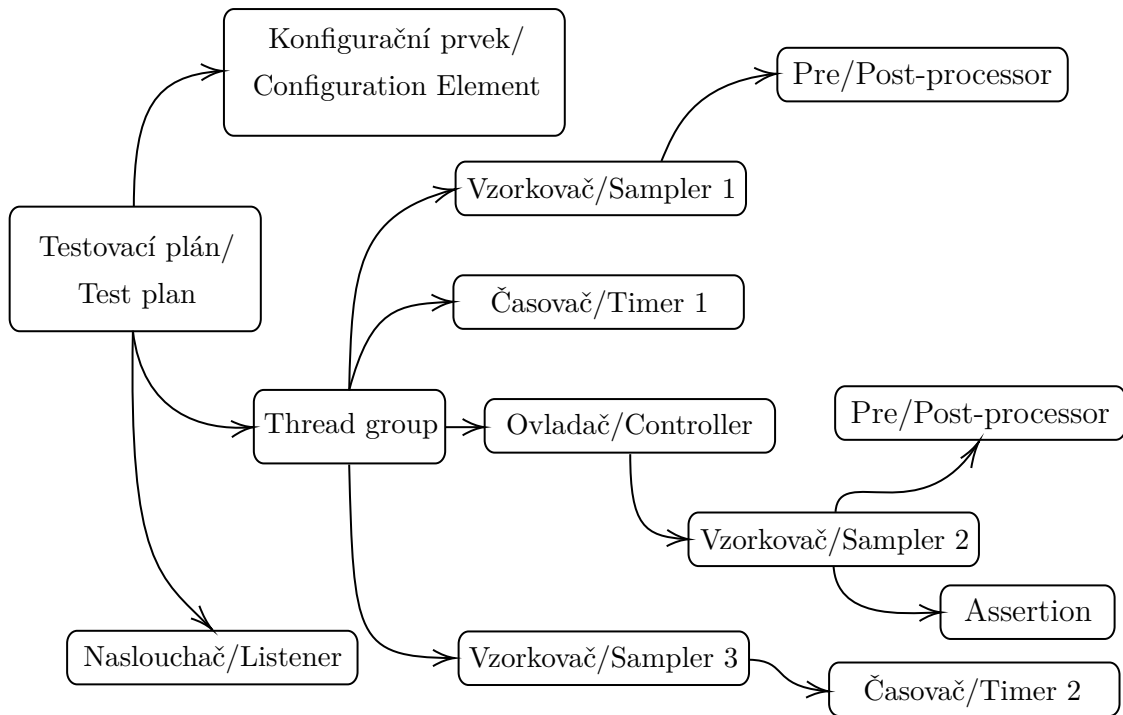 Konfigurační prvek/
Configuration Element
Pre/Post-processor
Vzorkovač/Sampler 1
Testovací plán/
Test plan
Časovač/Timer 1
Thread group
Ovladač/Controller
Pre/Post-processor
Vzorkovač/Sampler 2
Assertion
Naslouchač/Listener
Vzorkovač/Sampler 3
Časovač/Timer 2